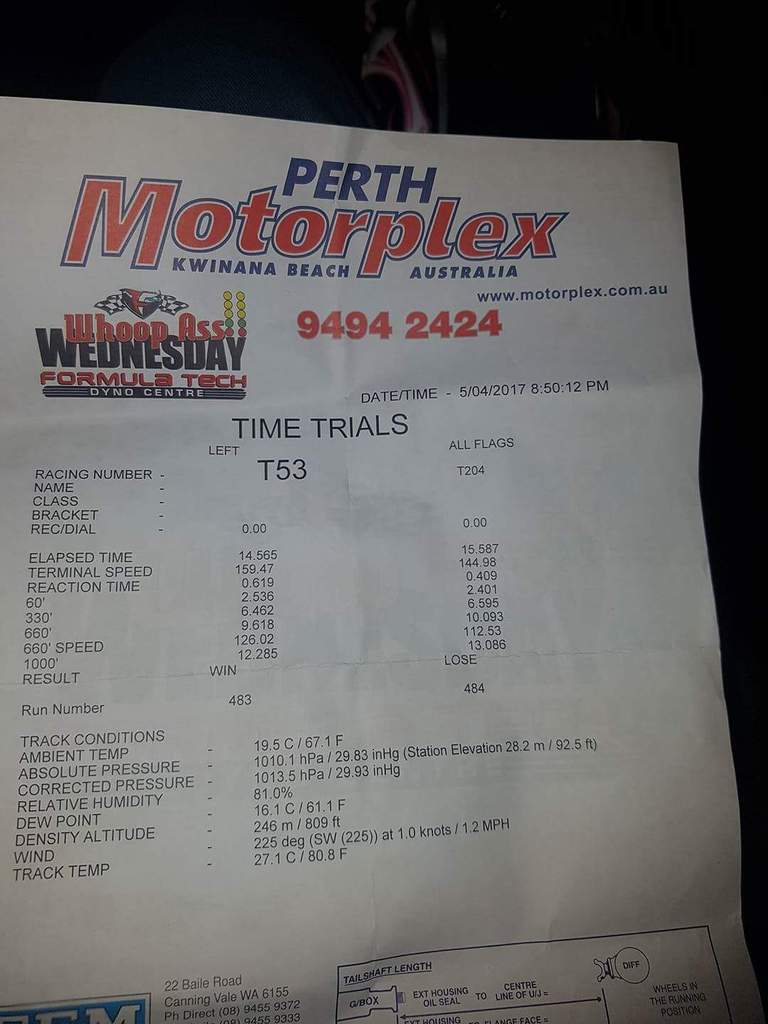 PERTH
Motorplex
KWINANA BEACH AUSTRALIA
www.motorplex.com.au
Whoop Ass!!
WEDNESDAY
FORMULA TECH
DYNO CENTRE
9494 2424
DATE/TIME - 5/04/2017 8:50:12 PM
TIME TRIALS
LEFT ALL FLAGS
RACING NUMBER - T53 T204
NAME -
CLASS -
BRACKET -
REC/DIAL - 0.00 0.00
ELAPSED TIME 14.565 15.587
TERMINAL SPEED 159.47 144.98
REACTION TIME 0.619 0.409
60' 2.536 2.401
330' 6.462 6.595
660' 9.618 10.093
660' SPEED 126.02 112.53
1000' 12.285 13.086
RESULT WIN LOSE
Run Number 483 484
TRACK CONDITIONS
AMBIENT TEMP - 19.5 C / 67.1 F
ABSOLUTE PRESSURE - 1010.1 hPa / 29.83 inHg (Station Elevation 28.2 m / 92.5 ft)
CORRECTED PRESSURE - 1013.5 hPa / 29.93 inHg
RELATIVE HUMIDITY - 81.0%
DEW POINT - 16.1 C / 61.1 F
DENSITY ALTITUDE - 246 m / 809 ft
WIND - 225 deg (SW (225)) at 1.0 knots / 1.2 MPH
TRACK TEMP - 27.1 C / 80.8 F
22 Baile Road
Canning Vale WA 6155
Ph Direct (08) 9455 9372
(08) 9455 9333
TAILSHAFT LENGTH
G/BOX
EXT HOUSING OIL SEAL TO CENTRE LINE OF U/J =
DIFF
WHEELS IN THE RUNNING POSITION
EXT HOUSING
FLANGE FACE =